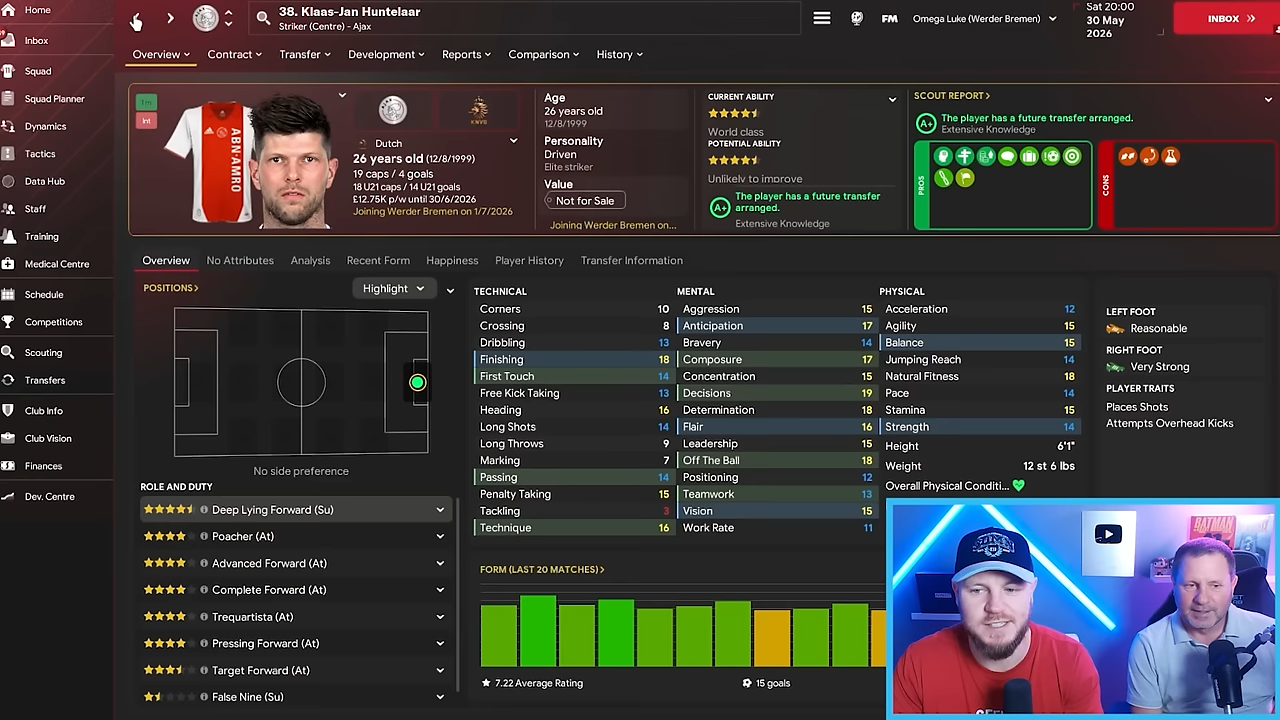 Home
Inbox
Squad
Squad Planner
Dynamics
Tactics
Data Hub
Staff
Training
Medical Centre
Schedule
Competitions
Scouting
Transfers
Club Info
Club Vision
Finances
Dev. Centre
38. Klaas-Jan Huntelaar
Striker (Centre) - Ajax
FM
Omega Luke (Werder Bremen)
Sat 20:00
30 May
2026
INBOX
Overview
Contract
Transfer
Development
Reports
Comparison
History
Int
ABN·AMRO
KNVB
Dutch
26 years old (12/8/1999)
19 caps / 4 goals
18 U21 caps / 14 U21 goals
£12.75K p/w until 30/6/2026
Joining Werder Bremen on 1/7/2026
Age
26 years old
12/8/1999
Personality
Driven
Elite striker
Value
Not for Sale
Joining Werder Bremen on...
CURRENT ABILITY
World class
POTENTIAL ABILITY
Unlikely to improve
A+
The player has a future transfer
arranged.
Extensive Knowledge
SCOUT REPORT
A+
The player has a future transfer arranged.
Extensive Knowledge
PROS
CONS
Overview
No Attributes
Analysis
Recent Form
Happiness
Player History
Transfer Information
POSITIONS
Highlight
No side preference
ROLE AND DUTY
Deep Lying Forward (Su)
Poacher (At)
Advanced Forward (At)
Complete Forward (At)
Trequartista (At)
Pressing Forward (At)
Target Forward (At)
False Nine (Su)
TECHNICAL
Corners 10
Crossing 8
Dribbling 13
Finishing 18
First Touch 14
Free Kick Taking 13
Heading 16
Long Shots 14
Long Throws 9
Marking 7
Passing 14
Penalty Taking 15
Tackling 3
Technique 16
MENTAL
Aggression 15
Anticipation 17
Bravery 14
Composure 17
Concentration 15
Decisions 19
Determination 18
Flair 16
Leadership 15
Off The Ball 18
Positioning 12
Teamwork 13
Vision 15
Work Rate 11
PHYSICAL
Acceleration 12
Agility 15
Balance 15
Jumping Reach 14
Natural Fitness 18
Pace 14
Stamina 15
Strength 14
Height 6'1"
Weight 12 st 6 lbs
Overall Physical Conditi...
LEFT FOOT
Reasonable
RIGHT FOOT
Very Strong
PLAYER TRAITS
Places Shots
Attempts Overhead Kicks
FORM (LAST 20 MATCHES)
7.22 Average Rating
15 goals
BATMAN